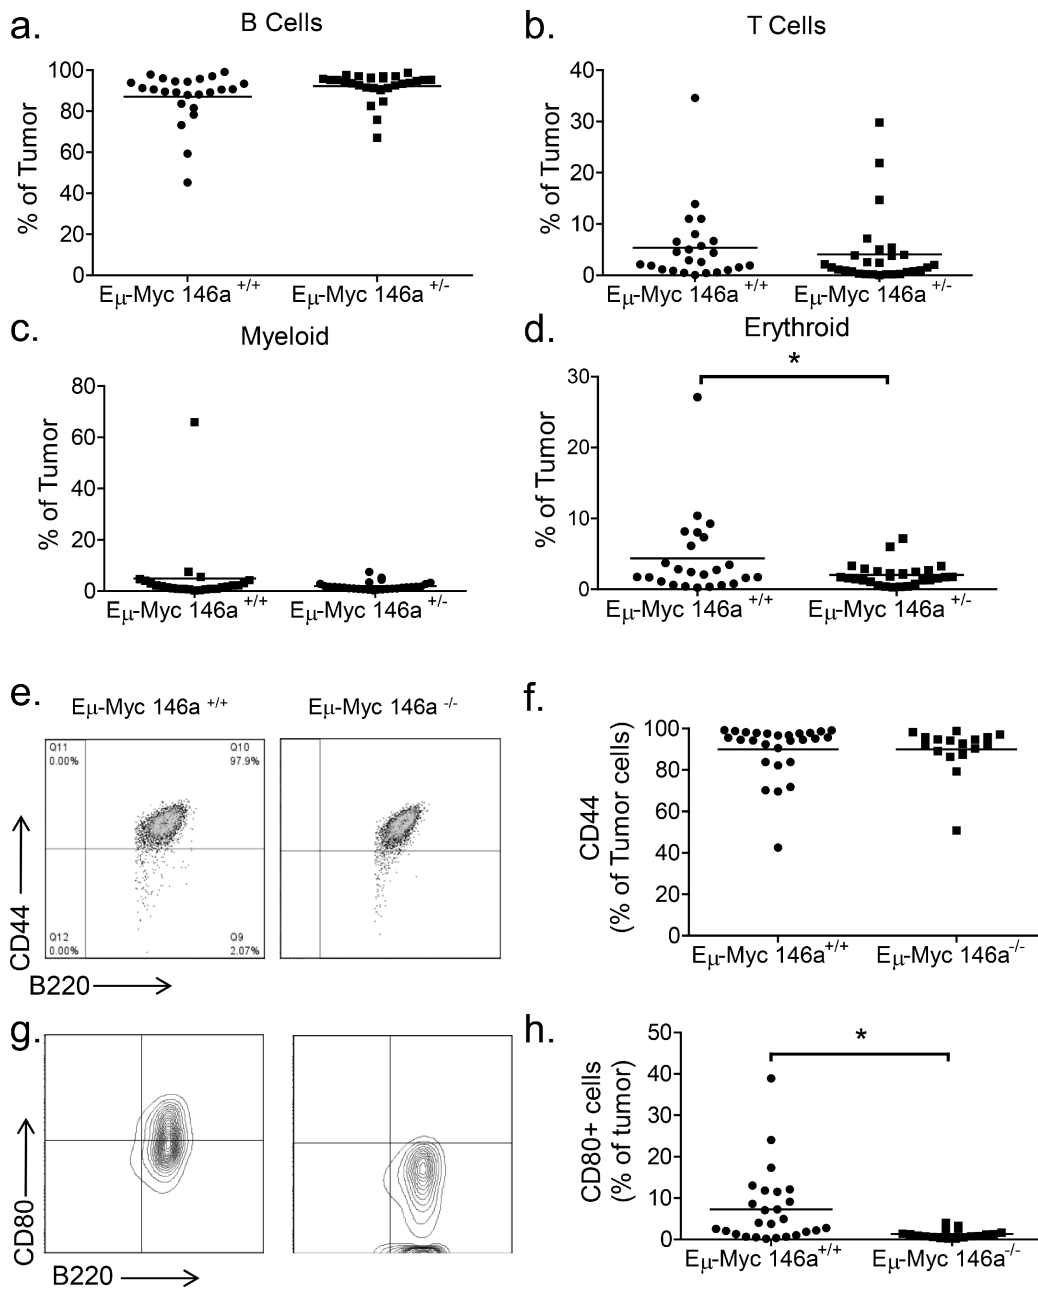 a.
B Cells
% of Tumor
100
80
60
40
20
0
Eμ-Myc 146a +/+
Eμ-Myc 146a +/-
b.
T Cells
% of Tumor
40
30
20
10
0
Eμ-Myc 146a +/+
Eμ-Myc 146a +/-
c.
Myeloid
% of Tumor
80
60
40
20
0
Eμ-Myc 146a +/+
Eμ-Myc 146a +/-
d.
Erythroid
*
% of Tumor
30
20
10
0
Eμ-Myc 146a +/+
Eμ-Myc 146a +/-
e.
Eμ-Myc 146a +/+
Eμ-Myc 146a -/-
Q11
0.00%
Q10
97.9%
Q12
0.00%
Q9
2.07%
CD44
B220
f.
CD44
(% of Tumor cells)
100
80
60
40
20
0
Eμ-Myc 146a+/+
Eμ-Myc 146a-/-
g.
CD80
B220
h.
*
CD80+ cells
(% of tumor)
50
40
30
20
10
0
Eμ-Myc 146a+/+
Eμ-Myc 146a-/-